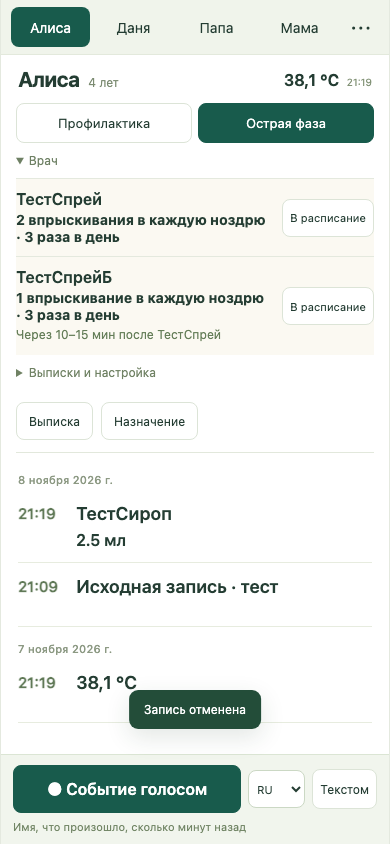 Алиса Даня Папа Мама ...
Алиса 4 лет 38,1 °C 21:19
Профилактика Острая фаза
▼ Врач
ТестСпрей
2 впрыскивания в каждую ноздрю
· 3 раза в день
В расписание
ТестСпрейБ
1 впрыскивание в каждую ноздрю
· 3 раза в день
Через 10–15 мин после ТестСпрей
В расписание
▶ Выписки и настройка
Выписка Назначение
8 ноября 2026 г.
21:19 ТестСироп
2.5 мл
21:09 Исходная запись · тест
7 ноября 2026 г.
21:19 38,1 °C
Запись отменена
Событие голосом RU Текстом
Имя, что произошло, сколько минут назад